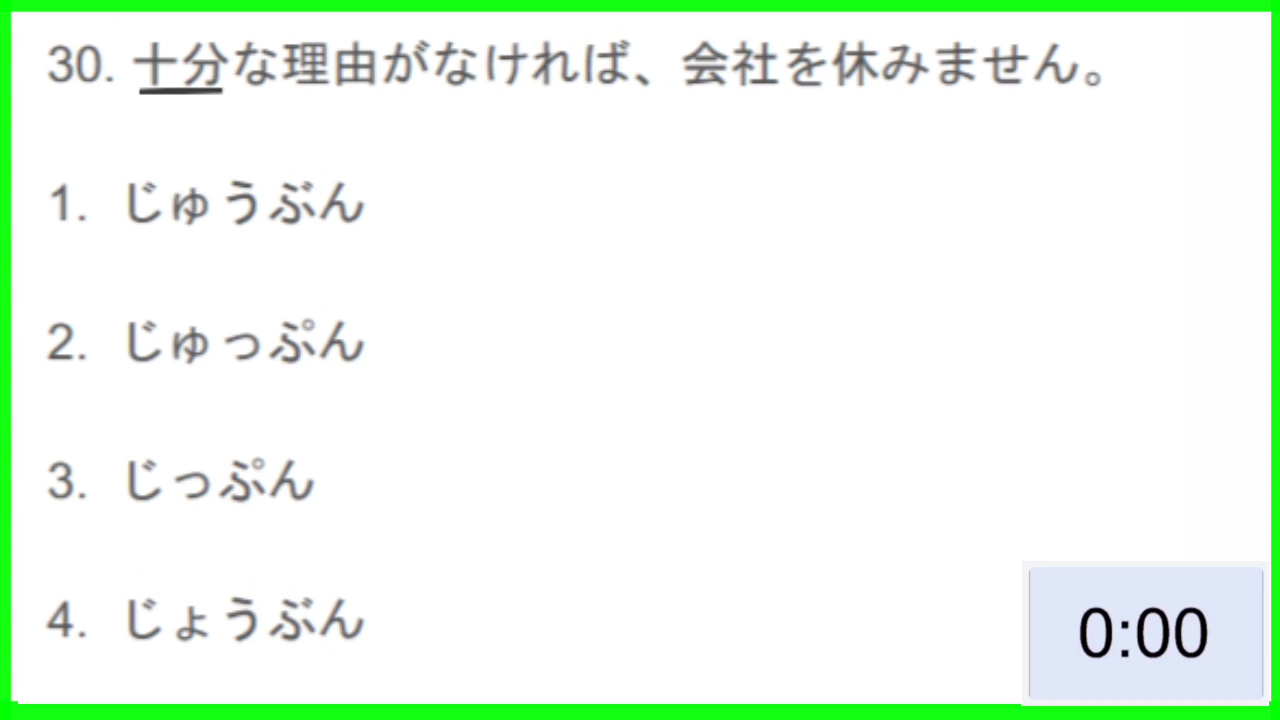 30. 十分な理由がなければ、会社を休みません。
1. じゅうぶん
2. じゅっぷん
3. じっぷん
4. じょうぶん
0:00